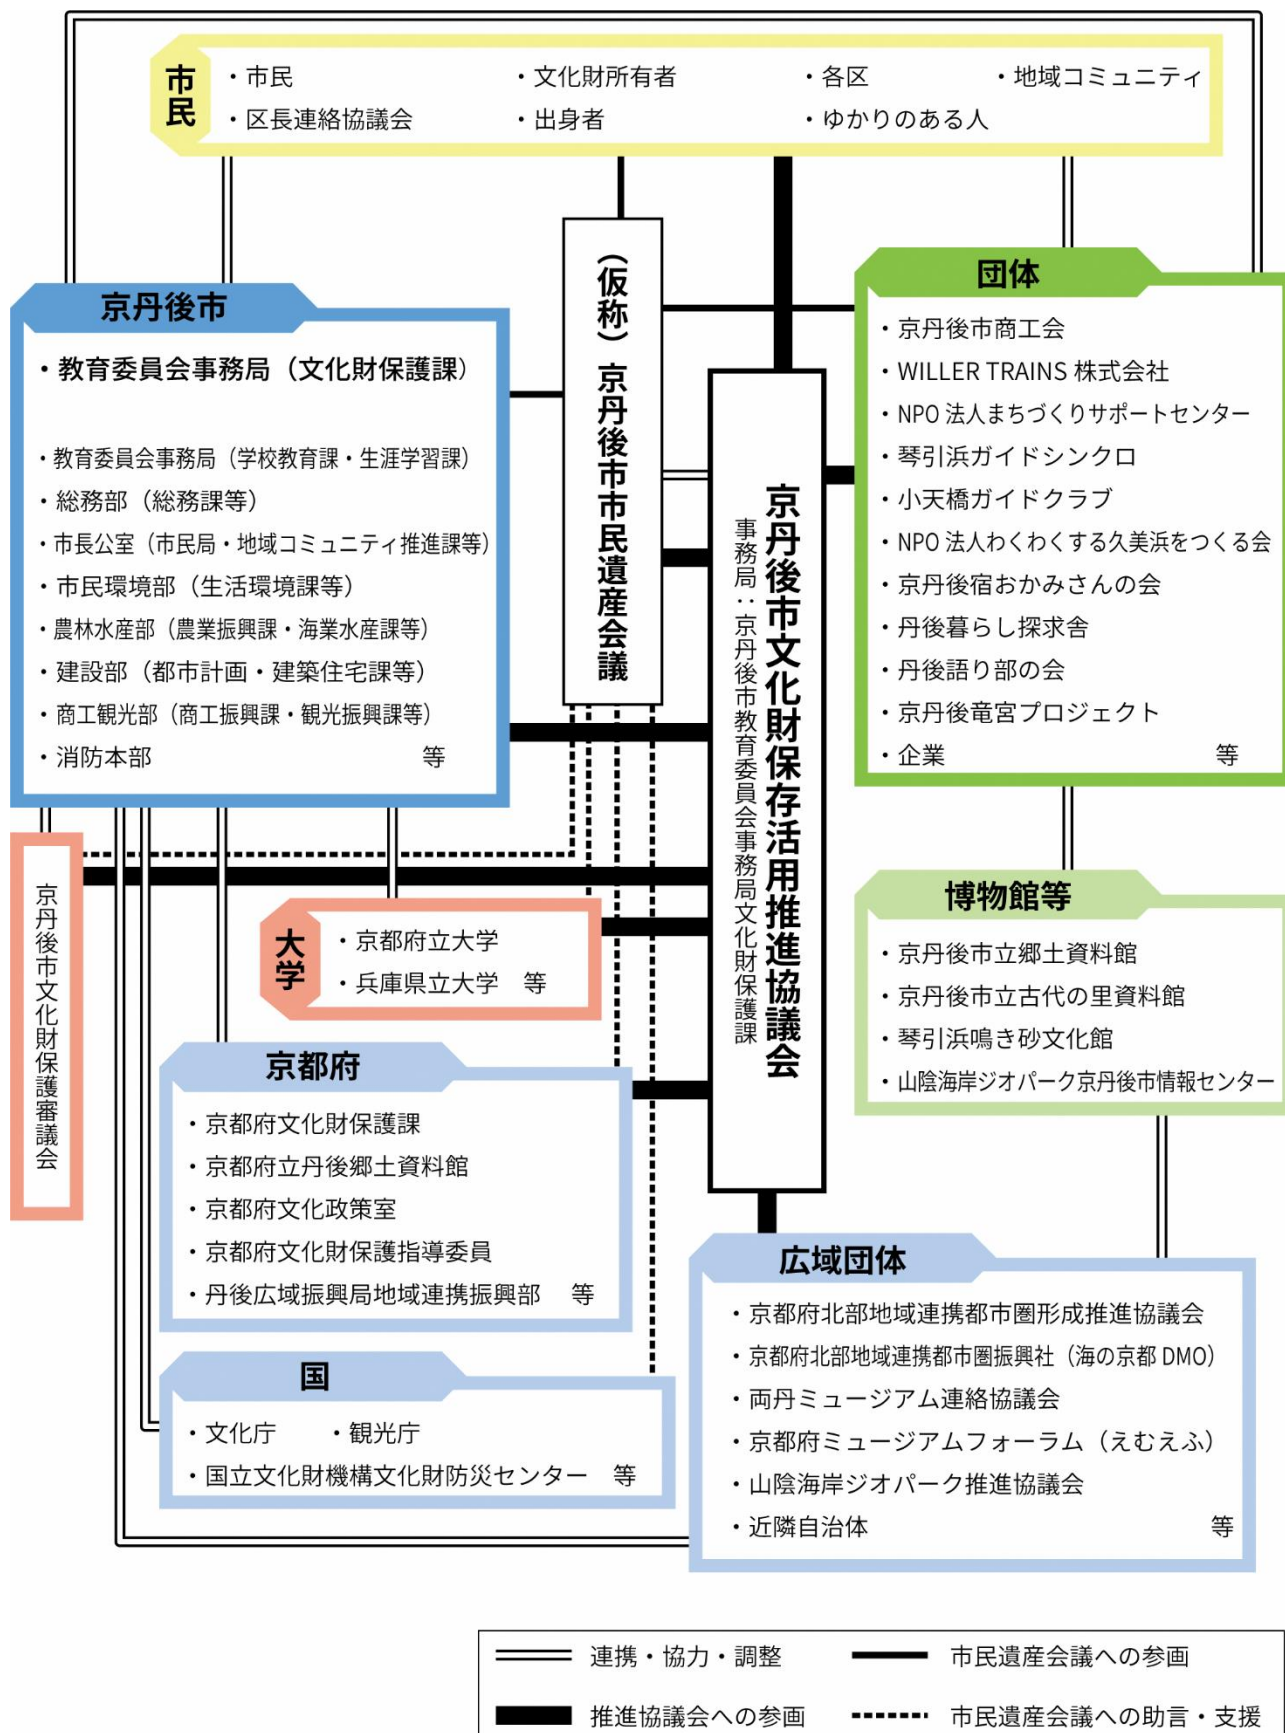 市民
・市民
・文化財所有者
・各区
・地域コミュニティ
・区長連絡協議会
・出身者
・ゆかりのある人
京丹後市
・教育委員会事務局（文化財保護課）
・教育委員会事務局（学校教育課・生涯学習課）
・総務部（総務課等）
・市長公室（市民局・地域コミュニティ推進課等）
・市民環境部（生活環境課等）
・農林水産部（農業振興課・海業水産課等）
・建設部（都市計画・建築住宅課等）
・商工観光部（商工振興課・観光振興課等）
・消防本部　等
（仮称）京丹後市市民遺産会議
京丹後市文化財保存活用推進協議会
事務局：京丹後市教育委員会事務局文化財保護課
団体
・京丹後市商工会
・WILLER TRAINS 株式会社
・NPO 法人まちづくりサポートセンター
・琴引浜ガイドシンクロ
・小天橋ガイドクラブ
・NPO 法人わくわくする久美浜をつくる会
・京丹後宿おかみさんの会
・丹後暮らし探求舎
・丹後語り部の会
・京丹後竜宮プロジェクト
・企業　等
京丹後市文化財保護審議会
大学
・京都府立大学
・兵庫県立大学　等
博物館等
・京丹後市立郷土資料館
・京丹後市立古代の里資料館
・琴引浜鳴き砂文化館
・山陰海岸ジオパーク京丹後市情報センター
京都府
・京都府文化財保護課
・京都府立丹後郷土資料館
・京都府文化政策室
・京都府文化財保護指導委員
・丹後広域振興局地域連携振興部　等
国
・文化庁　・観光庁
・国立文化財機構文化財防災センター　等
広域団体
・京都府北部地域連携都市圏形成推進協議会
・京都府北部地域連携都市圏振興社（海の京都 DMO）
・両丹ミュージアム連絡協議会
・京都府ミュージアムフォーラム（えむえふ）
・山陰海岸ジオパーク推進協議会
・近隣自治体　等
連携・協力・調整
市民遺産会議への参画
推進協議会への参画
市民遺産会議への助言・支援